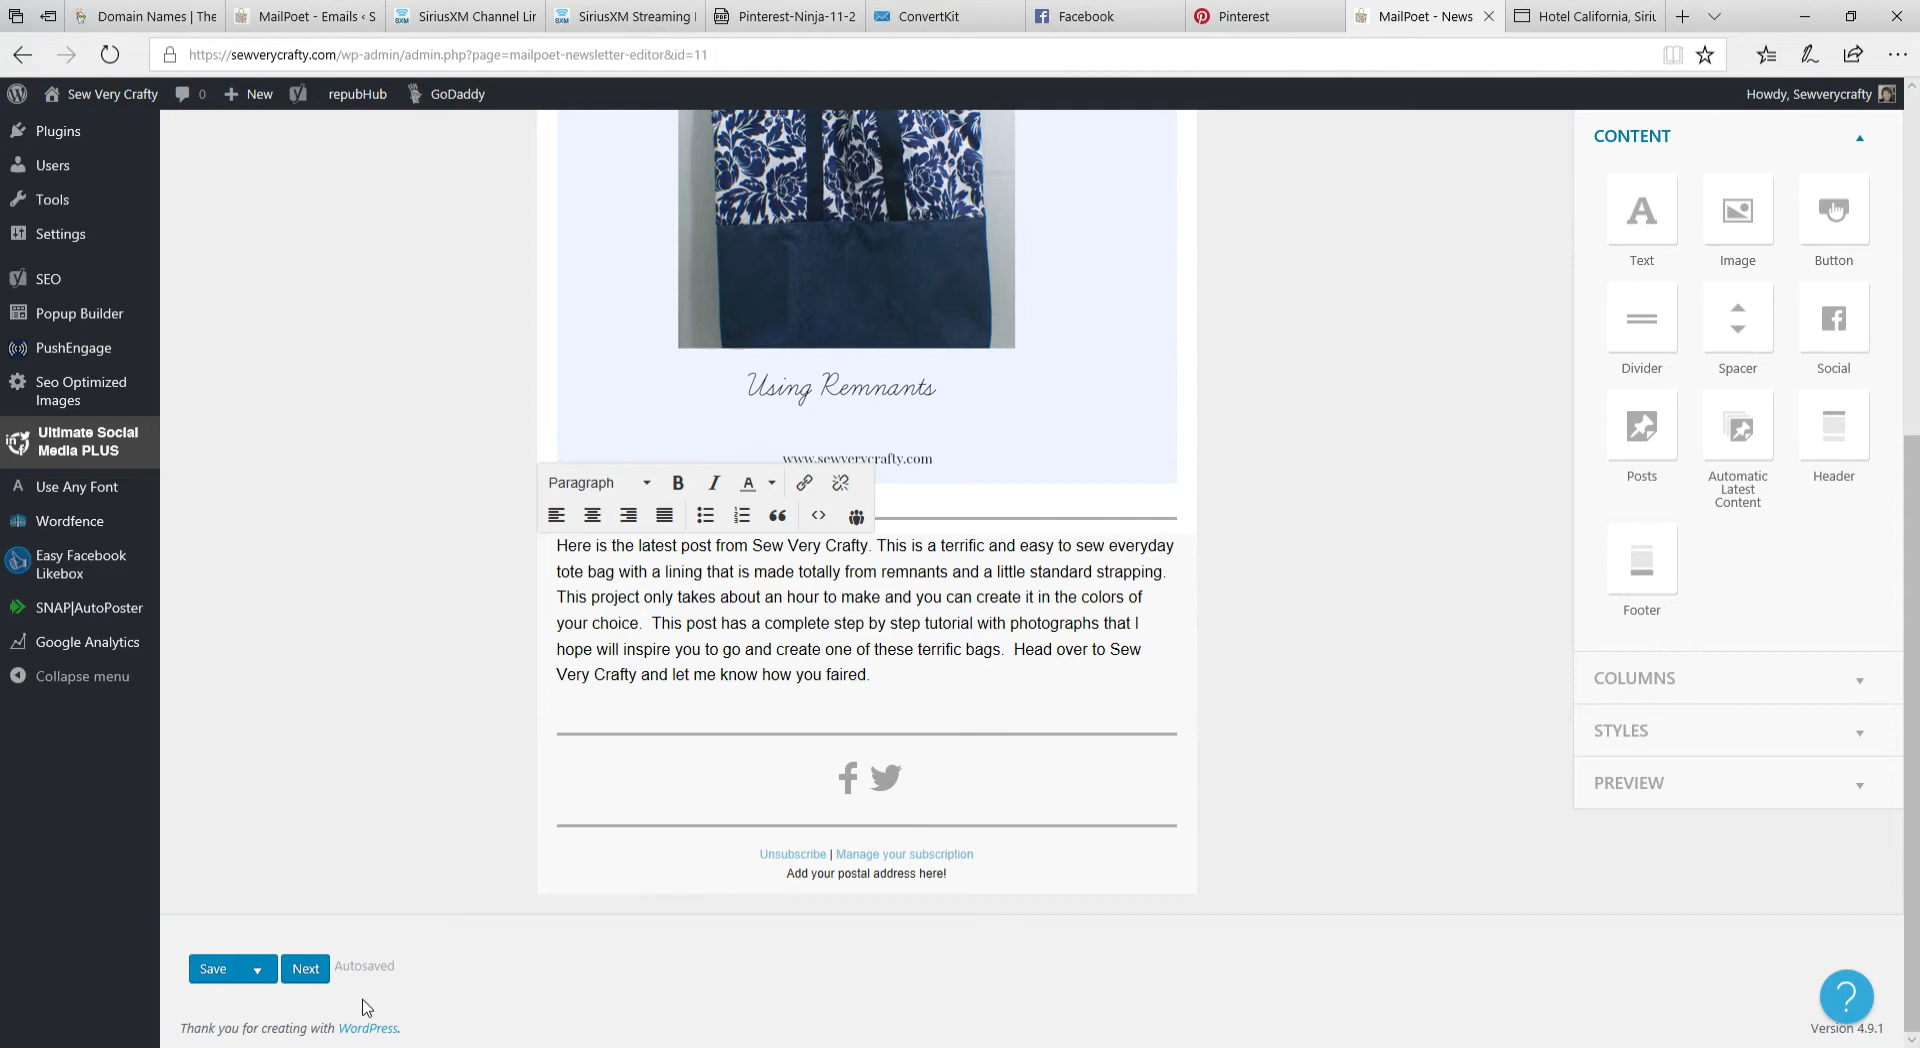 Domain Names | The
MailPoet - Emails ‹ S
SiriusXM Channel Lir
SiriusXM Streaming
Pinterest-Ninja-11-2
ConvertKit
Facebook
Pinterest
MailPoet - News
Hotel California, Siriu
https://sewverycrafty.com/wp-admin/admin.php?page=mailpoet-newsletter-editor&id=11
Sew Very Crafty
0
New
repubHub
GoDaddy
Howdy, Sewverycrafty
Plugins
Users
Tools
Settings
SEO
Popup Builder
PushEngage
Seo Optimized
Images
Ultimate Social
Media PLUS
Use Any Font
Wordfence
Easy Facebook
Likebox
SNAP|AutoPoster
Google Analytics
Collapse menu
Using Remnants
www.sewverycrafty.com
Paragraph
B I A
Here is the latest post from Sew Very Crafty. This is a terrific and easy to sew everyday
tote bag with a lining that is made totally from remnants and a little standard strapping.
This project only takes about an hour to make and you can create it in the colors of
your choice.  This post has a complete step by step tutorial with photographs that I
hope will inspire you to go and create one of these terrific bags.  Head over to Sew
Very Crafty and let me know how you faired.
Unsubscribe | Manage your subscription
Add your postal address here!
Save
Next
Autosaved
Thank you for creating with WordPress.
CONTENT
Text
Image
Button
Divider
Spacer
Social
Posts
Automatic
Latest
Content
Header
Footer
COLUMNS
STYLES
PREVIEW
?
Version 4.9.1